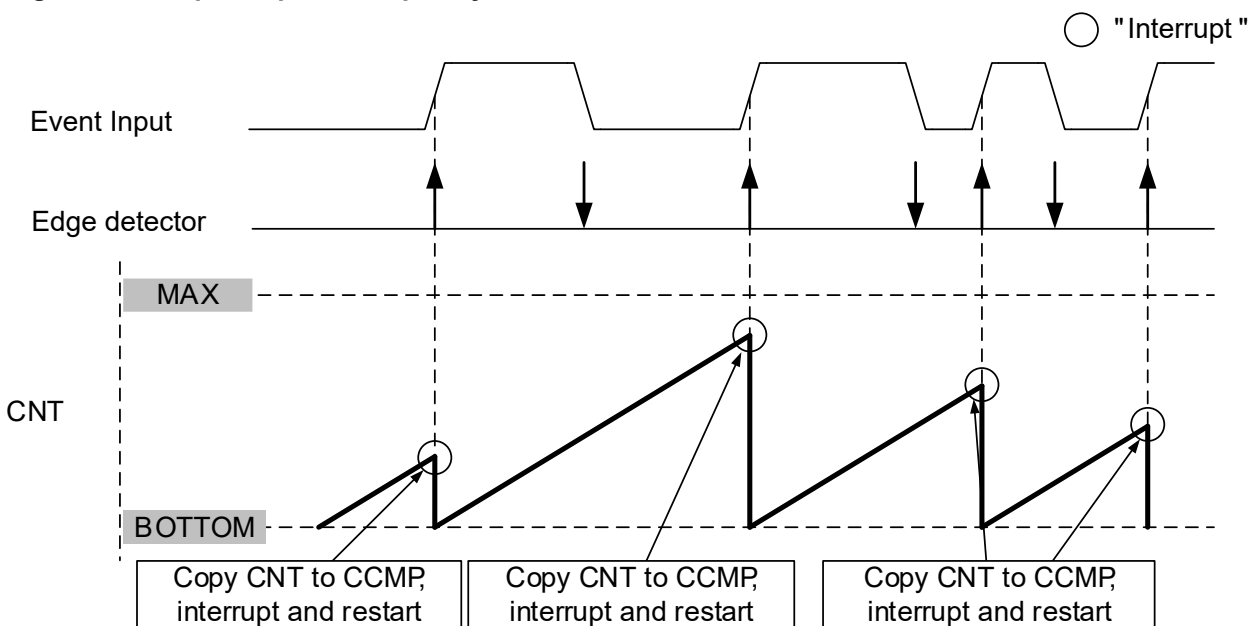 "Interrupt"
Event Input
Edge detector
MAX
CNT
BOTTOM
Copy CNT to CCMP,
interrupt and restart
Copy CNT to CCMP,
interrupt and restart
Copy CNT to CCMP,
interrupt and restart